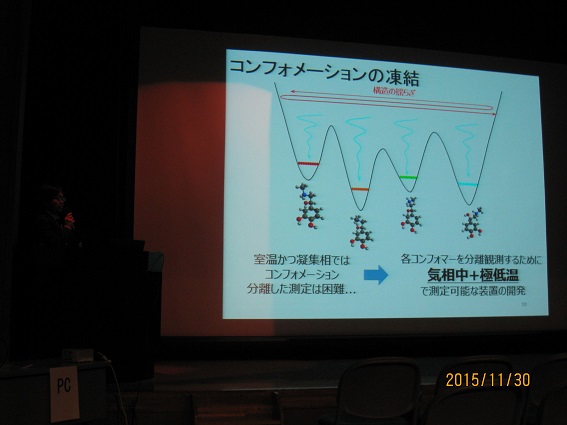 コンフォメーションの凍結
構造の揺らぎ
室温かつ凝集相では
コンフォメーション
分離した測定は困難…
各コンフォマーを分離観測するために
気相中+極低温
で測定可能な装置の開発
PC
2015/11/30